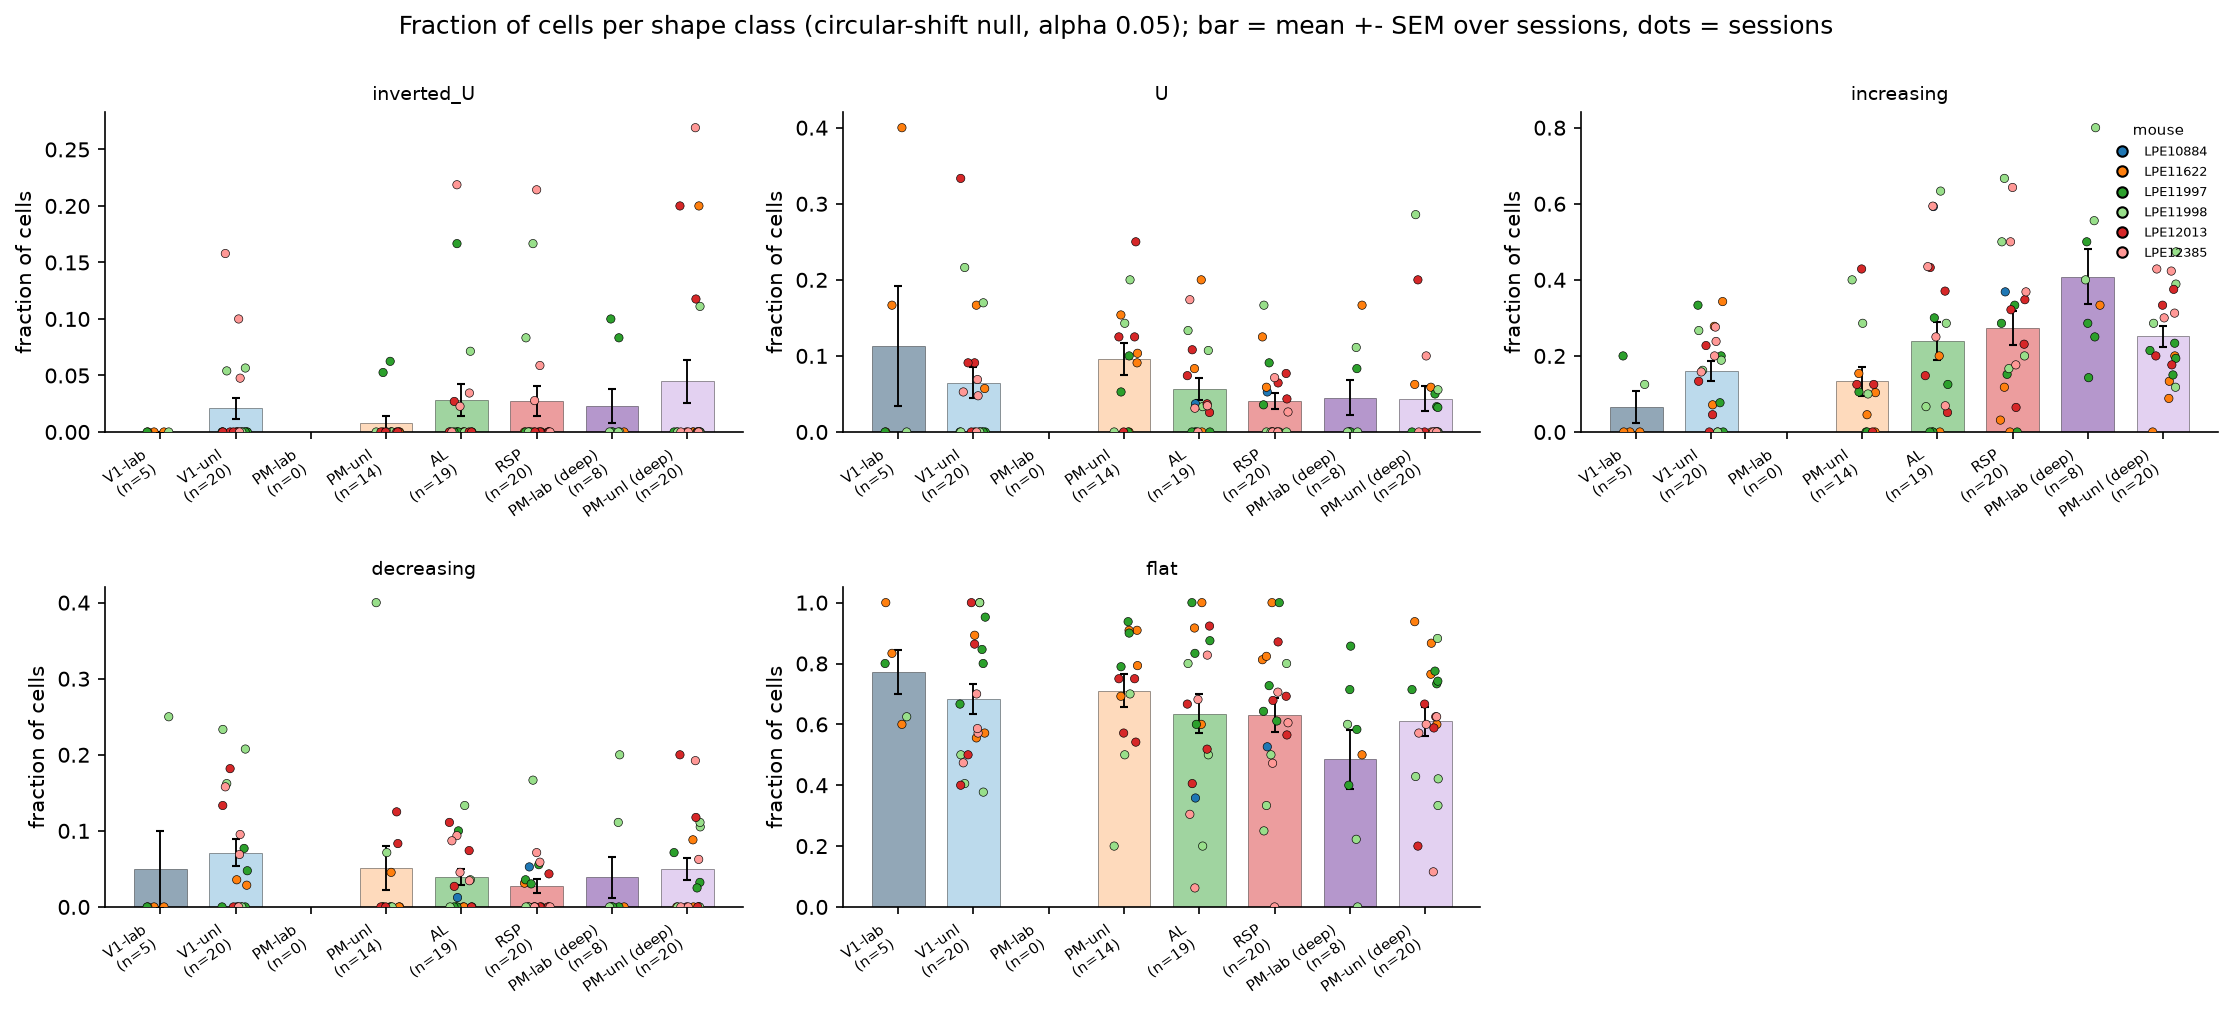 Fraction of cells per shape class (circular-shift null, alpha 0.05); bar = mean +- SEM over sessions, dots = sessions
inverted_U
fraction of cells
0.25
0.20
0.15
0.10
0.05
0.00
V1-lab
(n=5)
V1-unl
(n=20)
PM-lab
(n=0)
PM-unl
(n=14)
AL
(n=19)
RSP
(n=20)
PM-lab (deep)
(n=8)
PM-unl (deep)
(n=20)
U
fraction of cells
0.4
0.3
0.2
0.1
0.0
V1-lab
(n=5)
V1-unl
(n=20)
PM-lab
(n=0)
PM-unl
(n=14)
AL
(n=19)
RSP
(n=20)
PM-lab (deep)
(n=8)
PM-unl (deep)
(n=20)
increasing
fraction of cells
0.8
0.6
0.4
0.2
0.0
mouse
LPE10884
LPE11622
LPE11997
LPE11998
LPE12013
LPE12385
V1-lab
(n=5)
V1-unl
(n=20)
PM-lab
(n=0)
PM-unl
(n=14)
AL
(n=19)
RSP
(n=20)
PM-lab (deep)
(n=8)
PM-unl (deep)
(n=20)
decreasing
fraction of cells
0.4
0.3
0.2
0.1
0.0
V1-lab
(n=5)
V1-unl
(n=20)
PM-lab
(n=0)
PM-unl
(n=14)
AL
(n=19)
RSP
(n=20)
PM-lab (deep)
(n=8)
PM-unl (deep)
(n=20)
flat
fraction of cells
1.0
0.8
0.6
0.4
0.2
0.0
V1-lab
(n=5)
V1-unl
(n=20)
PM-lab
(n=0)
PM-unl
(n=14)
AL
(n=19)
RSP
(n=20)
PM-lab (deep)
(n=8)
PM-unl (deep)
(n=20)